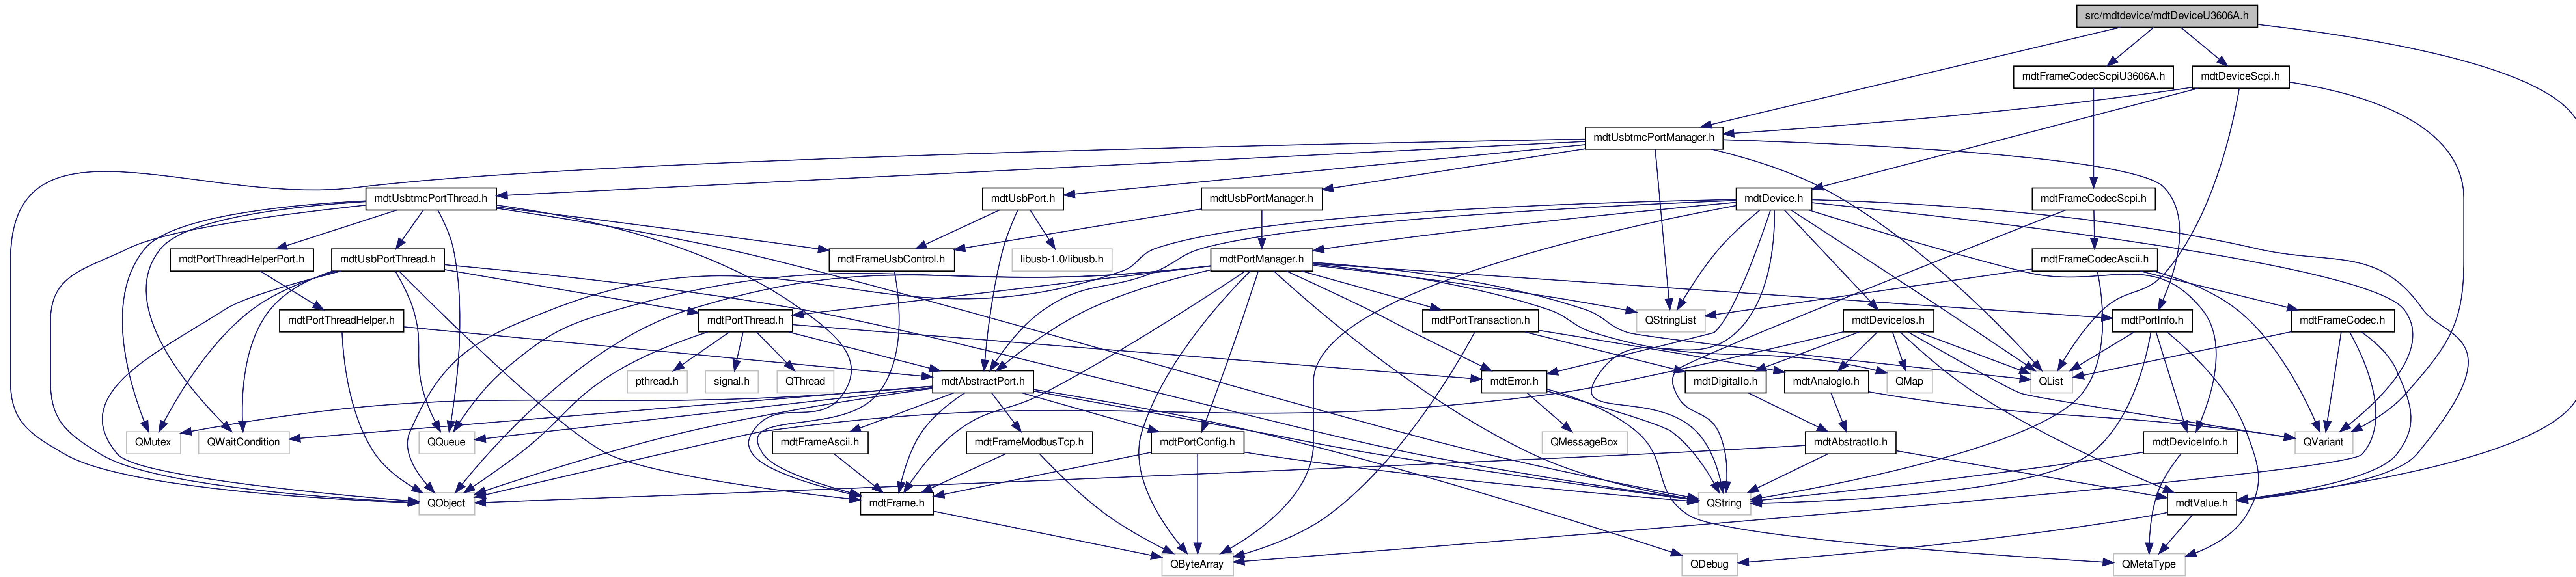 src/mdtdevice/mdtDeviceU3606A.h
mdtFrameCodecScpiU3606A.h
mdtDeviceScpi.h
mdtUsbtmcPortManager.h
mdtUsbtmcPortThread.h
mdtUsbPort.h
mdtUsbPortManager.h
mdtDevice.h
mdtFrameCodecScpi.h
mdtPortThreadHelperPort.h
mdtUsbPortThread.h
mdtFrameUsbControl.h
libusb-1.0/libusb.h
mdtPortManager.h
mdtFrameCodecAscii.h
mdtPortThreadHelper.h
mdtPortThread.h
QStringList
mdtPortTransaction.h
mdtDeviceIos.h
mdtPortInfo.h
mdtFrameCodec.h
pthread.h
signal.h
QThread
mdtAbstractPort.h
mdtError.h
mdtDigitalIo.h
mdtAnalogIo.h
QMap
QList
QMutex
QWaitCondition
QQueue
mdtFrameAscii.h
mdtFrameModbusTcp.h
mdtPortConfig.h
QMessageBox
mdtAbstractIo.h
mdtDeviceInfo.h
QVariant
QObject
mdtFrame.h
QString
mdtValue.h
QByteArray
QDebug
QMetaType